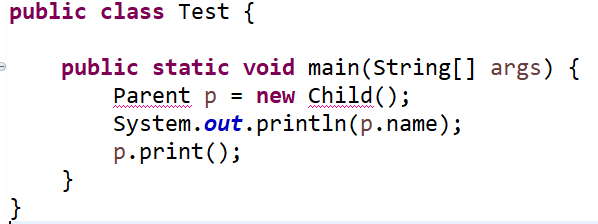 public class Test {
public static void main(String[] args) {
Parent p = new Child();
System.out.println(p.name);
p.print();
}
}